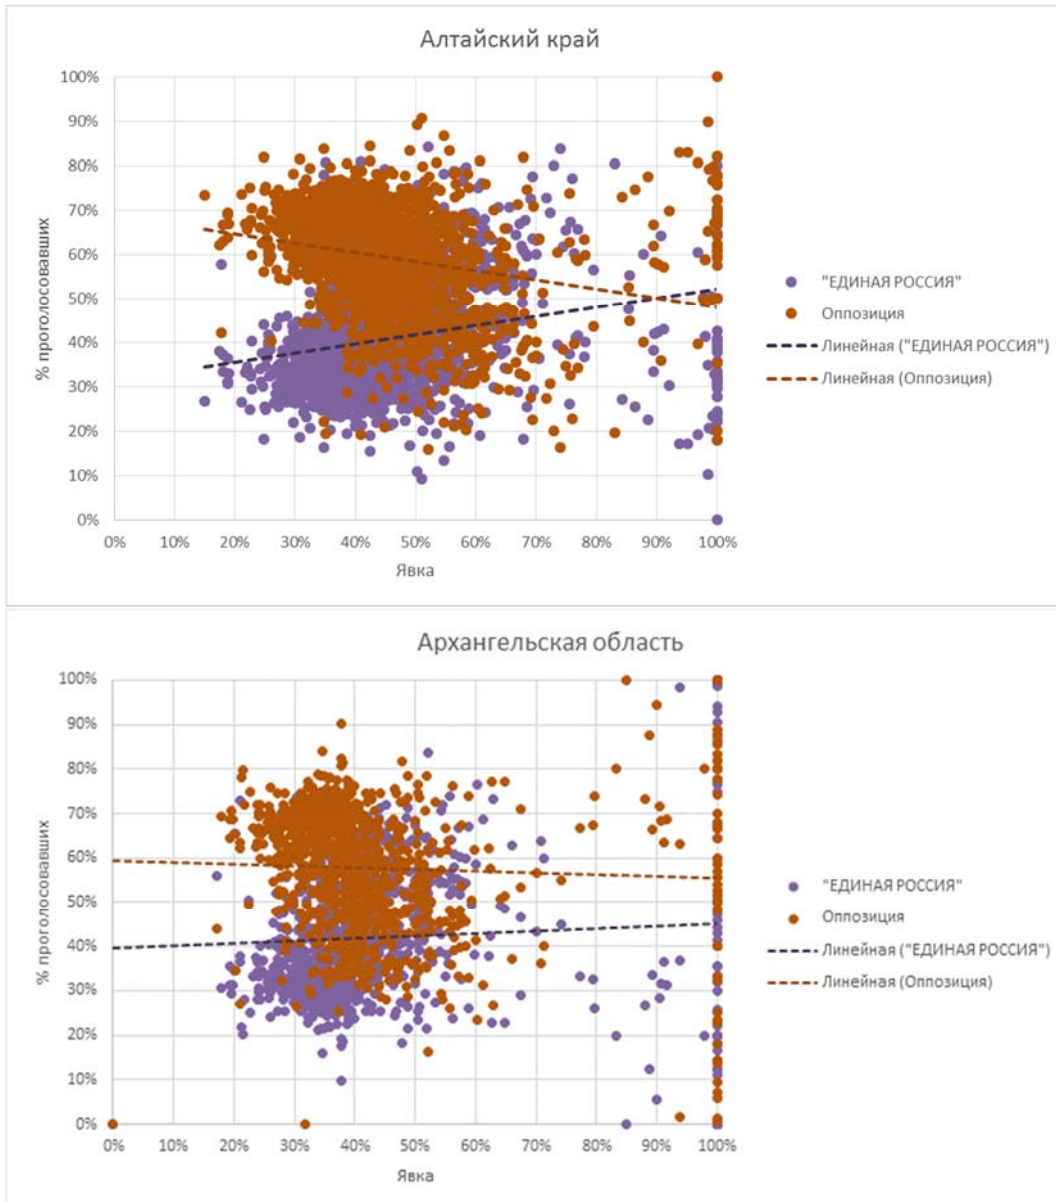 Алтайский край
100%
90%
80%
70%
60%
50%
40%
30%
20%
10%
0%
% проголосовавших
0% 10% 20% 30% 40% 50% 60% 70% 80% 90% 100%
Явка
"ЕДИНАЯ РОССИЯ"
Оппозиция
Линейная ("ЕДИНАЯ РОССИЯ")
Линейная (Оппозиция)
Архангельская область
100%
90%
80%
70%
60%
50%
40%
30%
20%
10%
0%
% проголосовавших
0% 10% 20% 30% 40% 50% 60% 70% 80% 90% 100%
Явка
"ЕДИНАЯ РОССИЯ"
Оппозиция
Линейная ("ЕДИНАЯ РОССИЯ")
Линейная (Оппозиция)